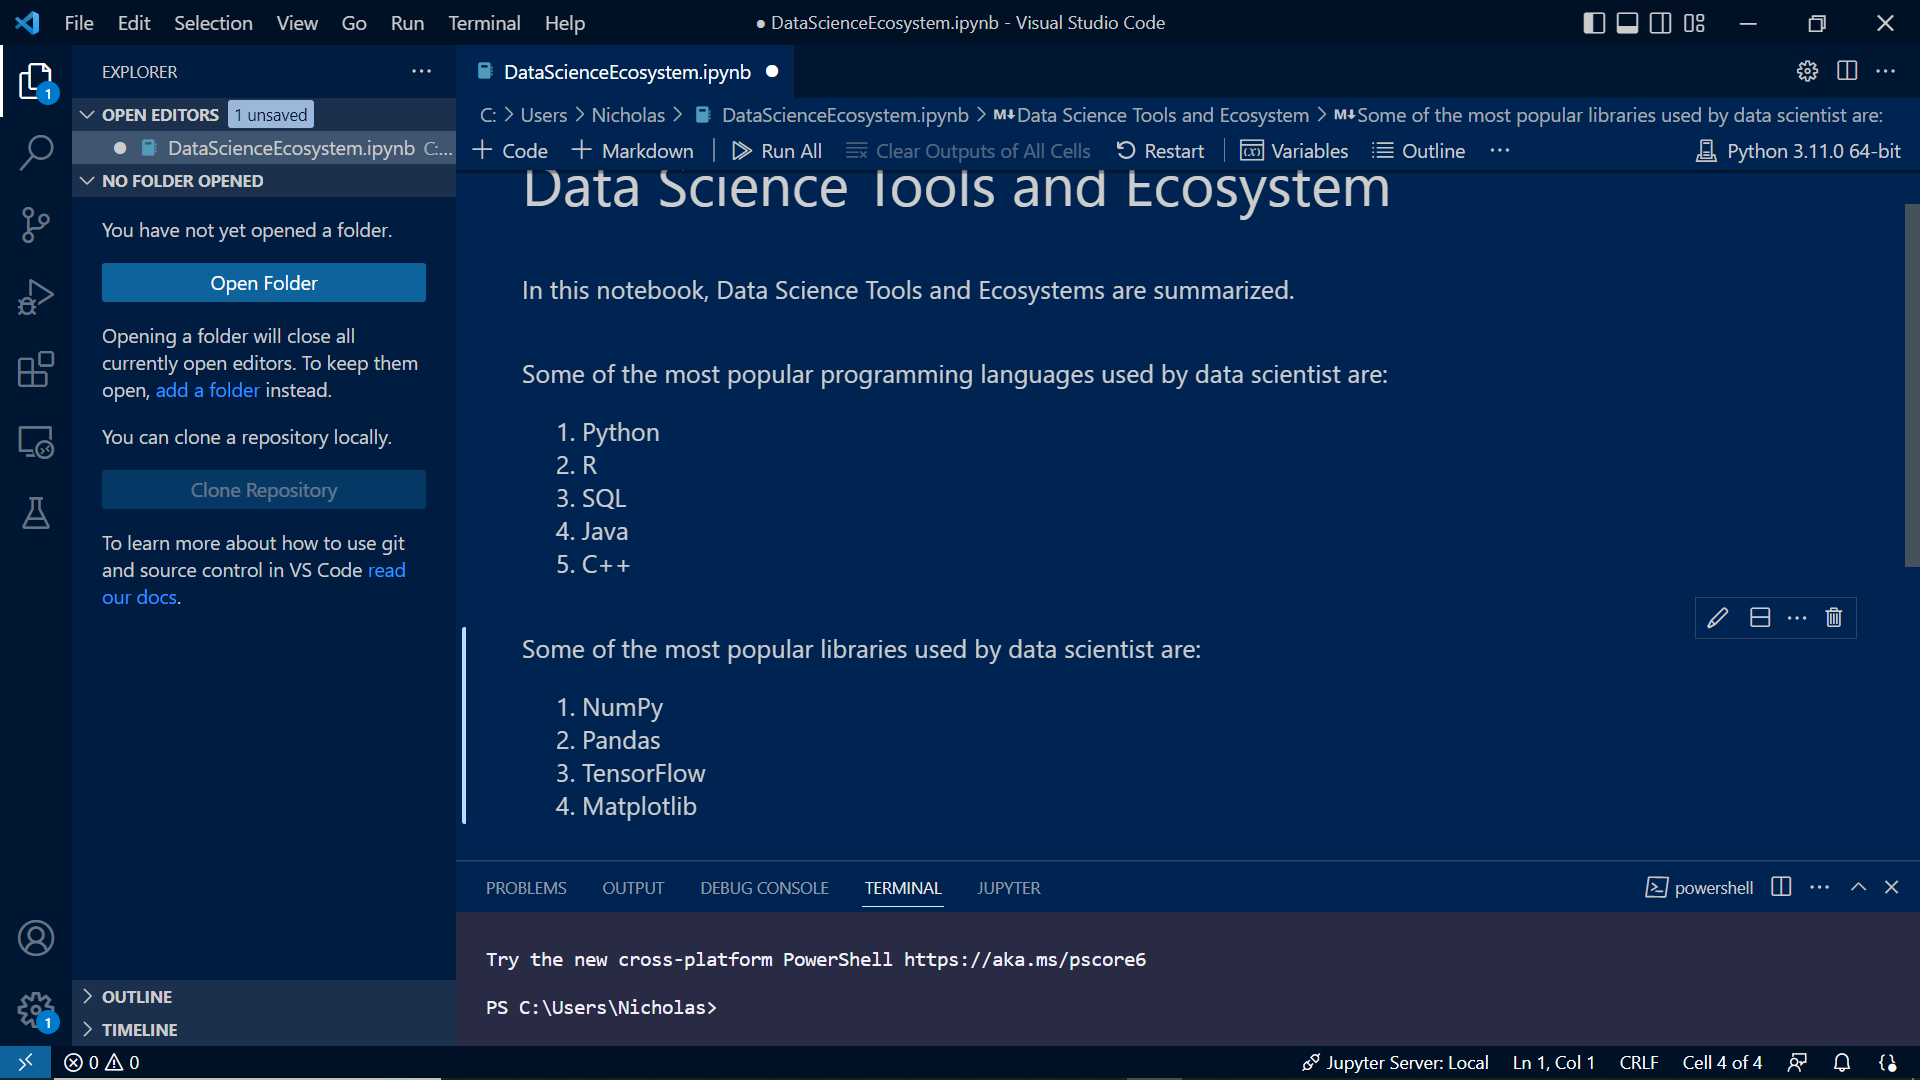 File Edit Selection View Go Run Terminal Help
● DataScienceEcosystem.ipynb - Visual Studio Code
EXPLORER
OPEN EDITORS 1 unsaved
DataScienceEcosystem.ipynb C:...
NO FOLDER OPENED
You have not yet opened a folder.
Open Folder
Opening a folder will close all
currently open editors. To keep them
open, add a folder instead.
You can clone a repository locally.
Clone Repository
To learn more about how to use git
and source control in VS Code read
our docs.
OUTLINE
TIMELINE
1
1
DataScienceEcosystem.ipynb
C: > Users > Nicholas > DataScienceEcosystem.ipynb > M↓Data Science Tools and Ecosystem > M↓Some of the most popular libraries used by data scientist are:
+ Code + Markdown | Run All Clear Outputs of All Cells Restart | Variables Outline ... Python 3.11.0 64-bit
Data Science Tools and Ecosystem
In this notebook, Data Science Tools and Ecosystems are summarized.
Some of the most popular programming languages used by data scientist are:
1. Python
2. R
3. SQL
4. Java
5. C++
Some of the most popular libraries used by data scientist are:
1. NumPy
2. Pandas
3. TensorFlow
4. Matplotlib
PROBLEMS OUTPUT DEBUG CONSOLE TERMINAL JUPYTER powershell
Try the new cross-platform PowerShell https://aka.ms/pscore6
PS C:\Users\Nicholas>
0 0 Jupyter Server: Local Ln 1, Col 1 CRLF Cell 4 of 4